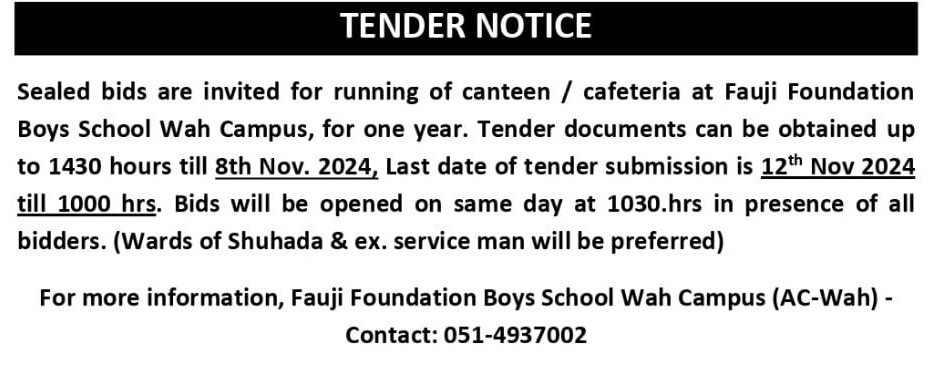 TENDER NOTICE
Sealed bids are invited for running of canteen / cafeteria at Fauji Foundation
Boys School Wah Campus, for one year. Tender documents can be obtained up
to 1430 hours till 8th Nov. 2024, Last date of tender submission is 12th Nov 2024
till 1000 hrs. Bids will be opened on same day at 1030.hrs in presence of all
bidders. (Wards of Shuhada & ex. service man will be preferred)
For more information, Fauji Foundation Boys School Wah Campus (AC-Wah) -
Contact: 051-4937002